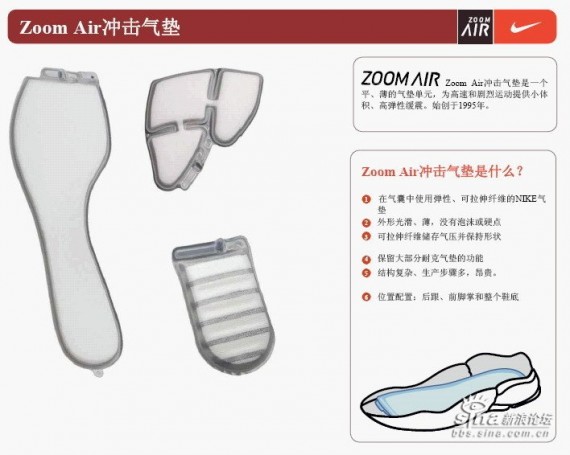 Zoom Air冲击气垫
ZOOM
AIR
ZOOM AIR Zoom Air冲击气垫是一个
平、薄的气垫单元，为高速和剧烈运动提供小体
积、高弹性缓震。始创于1995年。
Zoom Air冲击气垫是什么？
1 在气囊中使用弹性、可拉伸纤维的NIKE气
垫
2 外形光滑、薄，没有泡沫或硬点
3 可拉伸纤维储存气压并保持形状
4 保留大部分耐克气垫的功能
5 结构复杂、生产步骤多，昂贵。
6 位置配置：后跟、前脚掌和整个鞋底
sina 新浪论坛
bbs.sina.com.cn